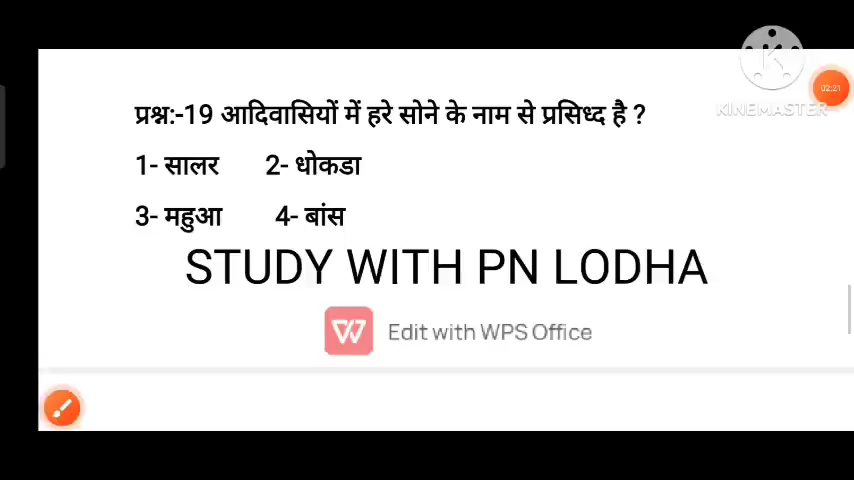 KINEMASTER
02:21
प्रश्न:-19 आदिवासियों में हरे सोने के नाम से प्रसिध्द है ?
1- सालर 2- धोकडा
3- महुआ 4- बांस
STUDY WITH PN LODHA
Edit with WPS Office